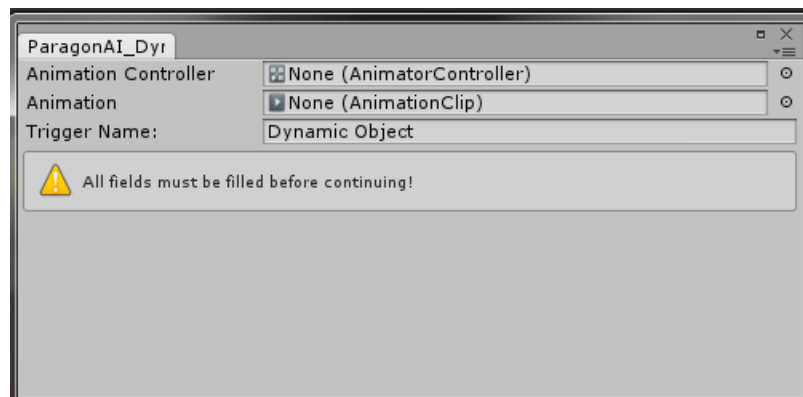 ParagonAI_Dyr
Animation Controller None (AnimatorController)
Animation None (AnimationClip)
Trigger Name: Dynamic Object
All fields must be filled before continuing!